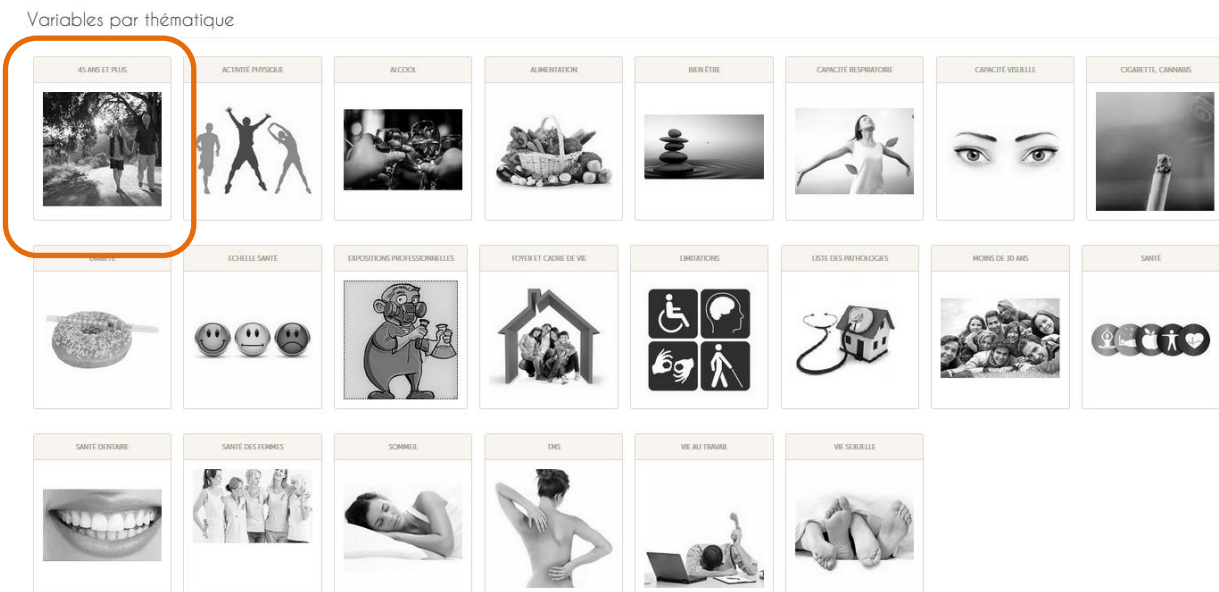 Variables par thématique
45 ANS ET PLUS
ACTIVITÉ PHYSIQUE
ALCOOL
ALIMENTATION
BIEN ÊTRE
CAPACITÉ RESPIRATOIRE
CAPACITÉ VISUELLE
CIGARETTE, CANNABIS
DIABÈTE
ECHELLE SANTÉ
EXPOSITIONS PROFESSIONNELLES
FOYER ET CADRE DE VIE
LIMITATIONS
LISTE DES PATHOLOGIES
MOINS DE 30 ANS
SANTÉ
SANTÉ DENTAIRE
SANTÉ DES FEMMES
SOMMEIL
TMS
VIE AU TRAVAIL
VIE SEXUELLE